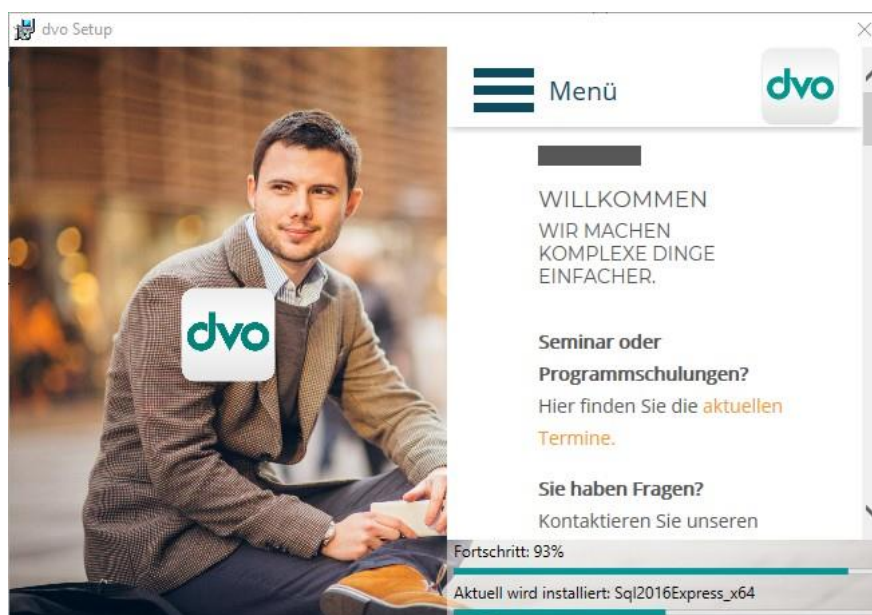 dvo Setup
Menü
dvo
WILLKOMMEN
WIR MACHEN
KOMPLEXE DINGE
EINFACHER.
dvo
Seminar oder
Programmschulungen?
Hier finden Sie die aktuellen
Termine.
Sie haben Fragen?
Kontaktieren Sie unseren
Fortschritt: 93%
Aktuell wird installiert: Sql2016Express_x64